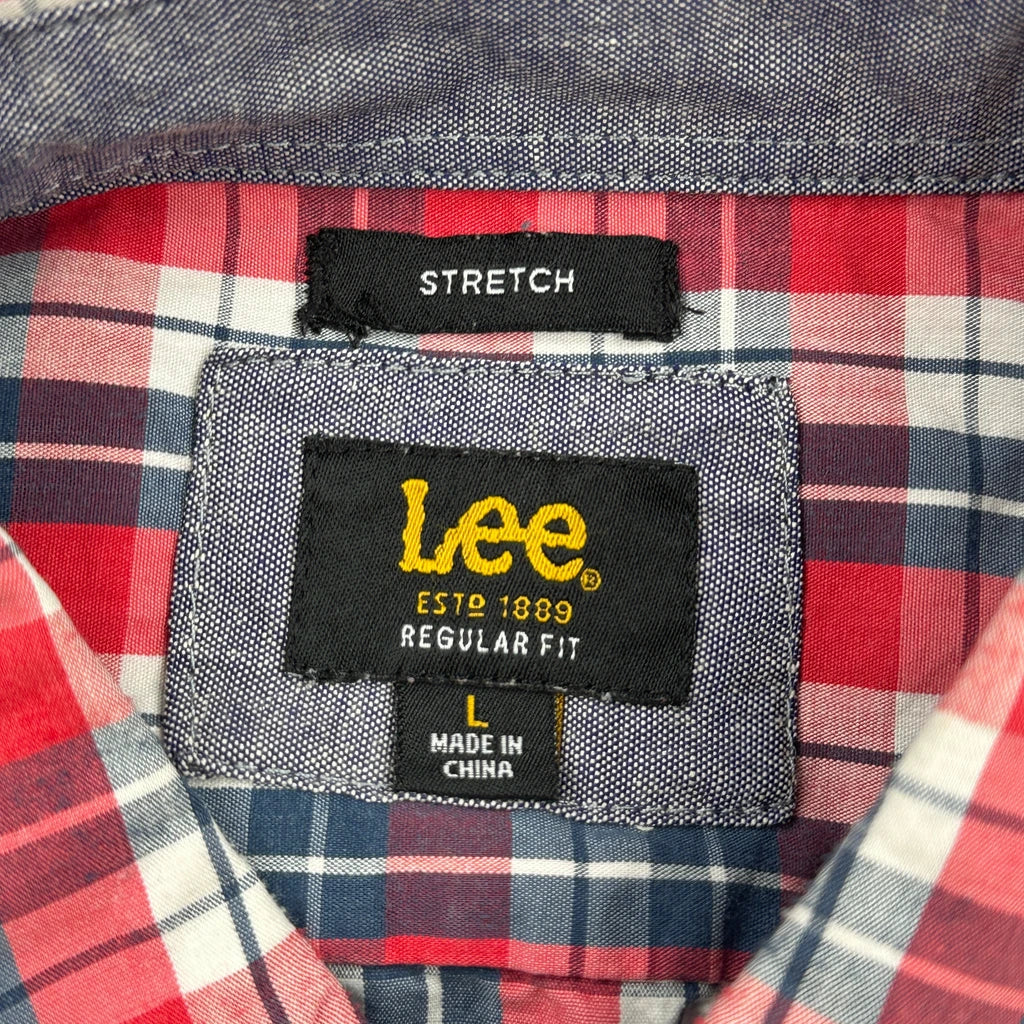 STRETCH
Lee®
ESTD 1889
REGULAR FIT
L
MADE IN
CHINA